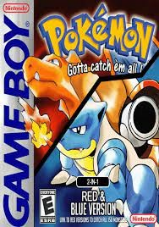 Nintendo
GAME BOY
POKéMON
Gotta catch 'em all!
2-IN-1
RED &
BLUE VERSION
E
Nintendo